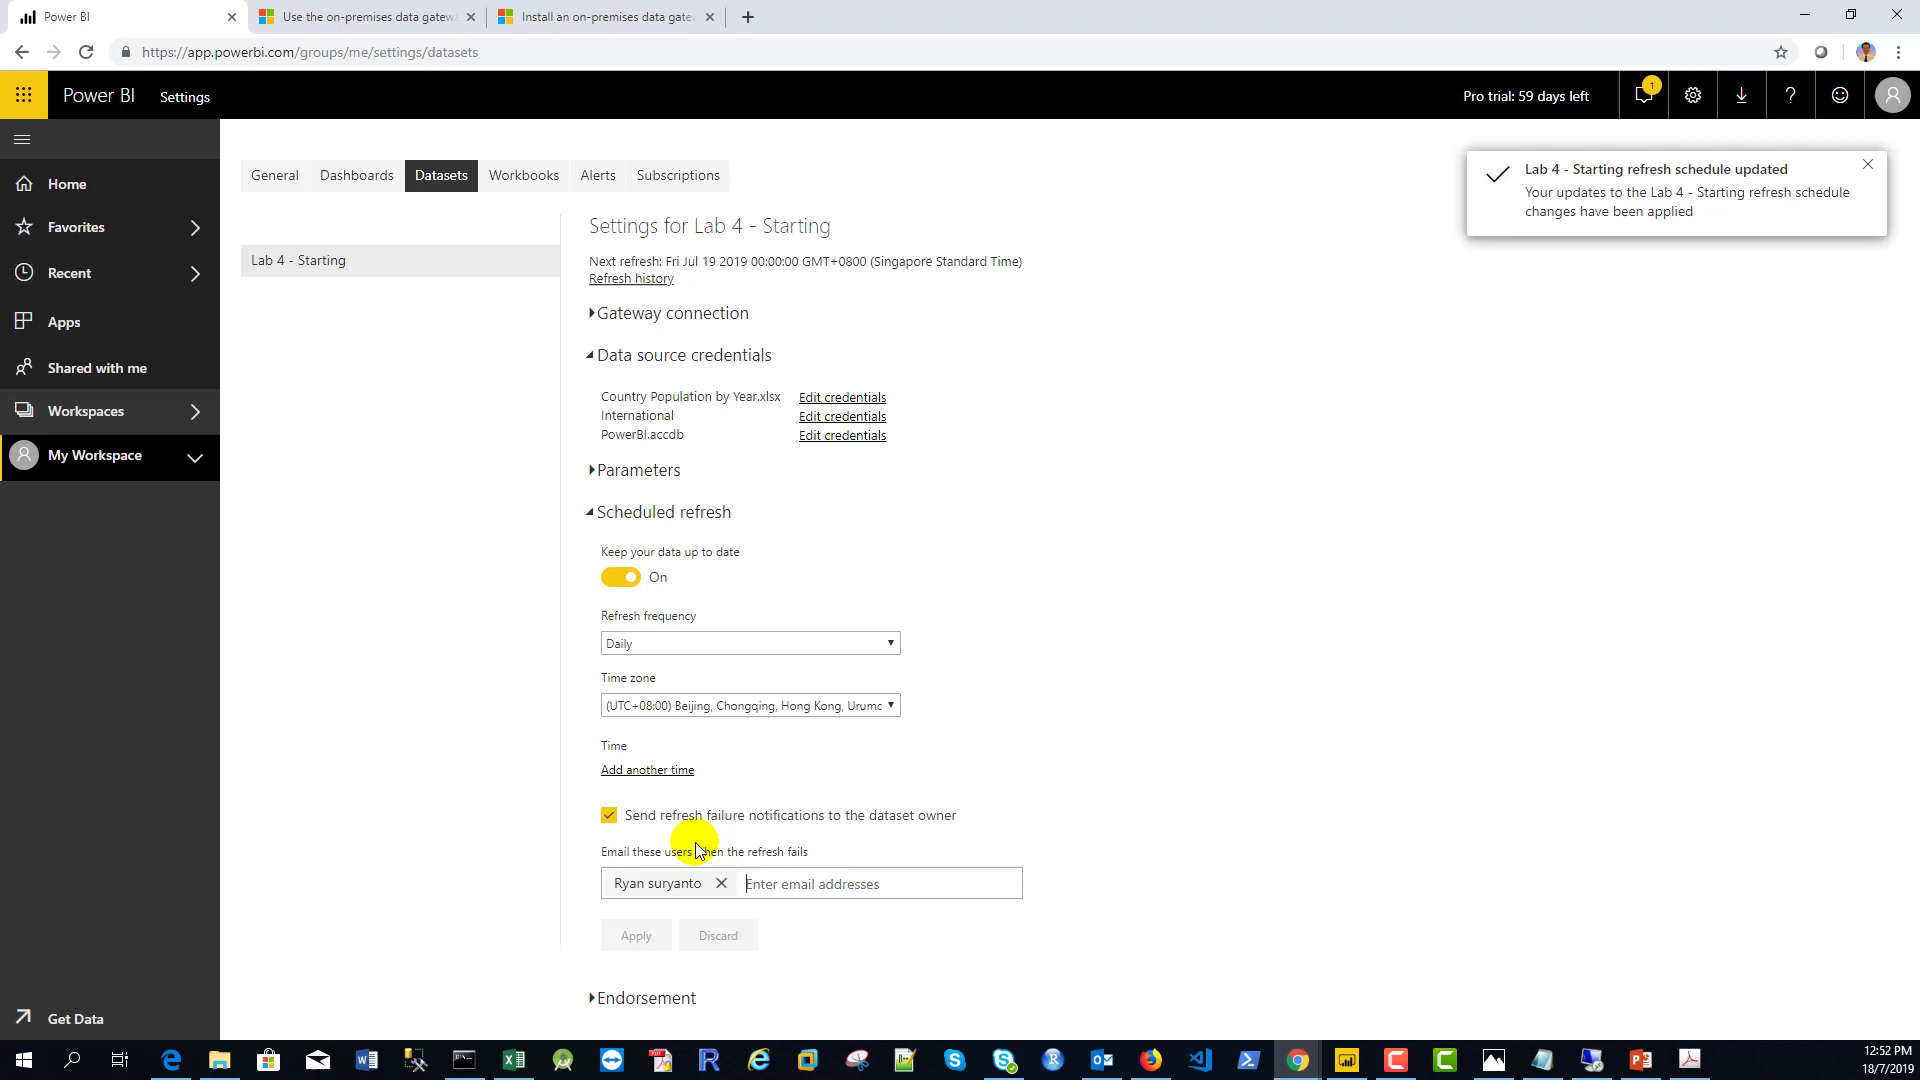 Power BI
Use the on-premises data gatewa
Install an on-premises data gate
https://app.powerbi.com/groups/me/settings/datasets
Power BI
Settings
Pro trial: 59 days left
1
Home
Favorites
Recent
Apps
Shared with me
Workspaces
My Workspace
Get Data
General
Dashboards
Datasets
Workbooks
Alerts
Subscriptions
Lab 4 - Starting refresh schedule updated
Your updates to the Lab 4 - Starting refresh schedule
changes have been applied
Lab 4 - Starting
Settings for Lab 4 - Starting
Next refresh: Fri Jul 19 2019 00:00:00 GMT+0800 (Singapore Standard Time)
Refresh history
Gateway connection
Data source credentials
Country Population by Year.xlsx Edit credentials
International Edit credentials
PowerBI.accdb Edit credentials
Parameters
Scheduled refresh
Keep your data up to date
On
Refresh frequency
Daily
Time zone
(UTC+08:00) Beijing, Chongqing, Hong Kong, Urumc
Time
Add another time
Send refresh failure notifications to the dataset owner
Email these users when the refresh fails
Ryan suryanto
Enter email addresses
Apply
Discard
Endorsement
12:52 PM
18/7/2019